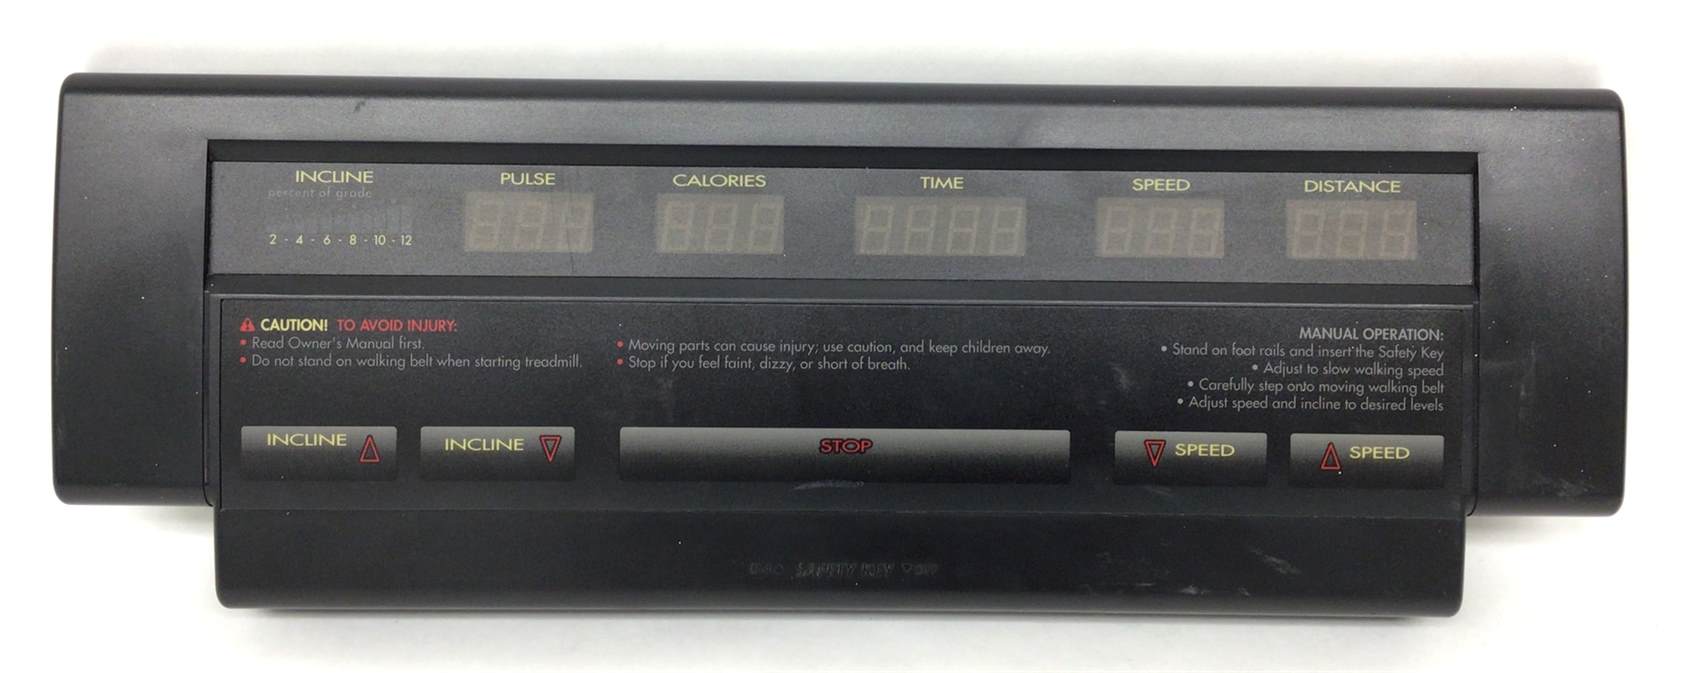 INCLINE
percent of grade
2 - 4 - 6 - 8 - 10 - 12
PULSE
CALORIES
TIME
SPEED
DISTANCE
CAUTION! TO AVOID INJURY:
• Read Owner's Manual first.
• Do not stand on walking belt when starting treadmill.
• Moving parts can cause injury; use caution, and keep children away.
• Stop if you feel faint, dizzy, or short of breath.
MANUAL OPERATION:
• Stand on foot rails and insert the Safety Key
• Adjust to slow walking speed
• Carefully step onto moving walking belt
• Adjust speed and incline to desired levels
INCLINE
INCLINE
STOP
SPEED
SPEED